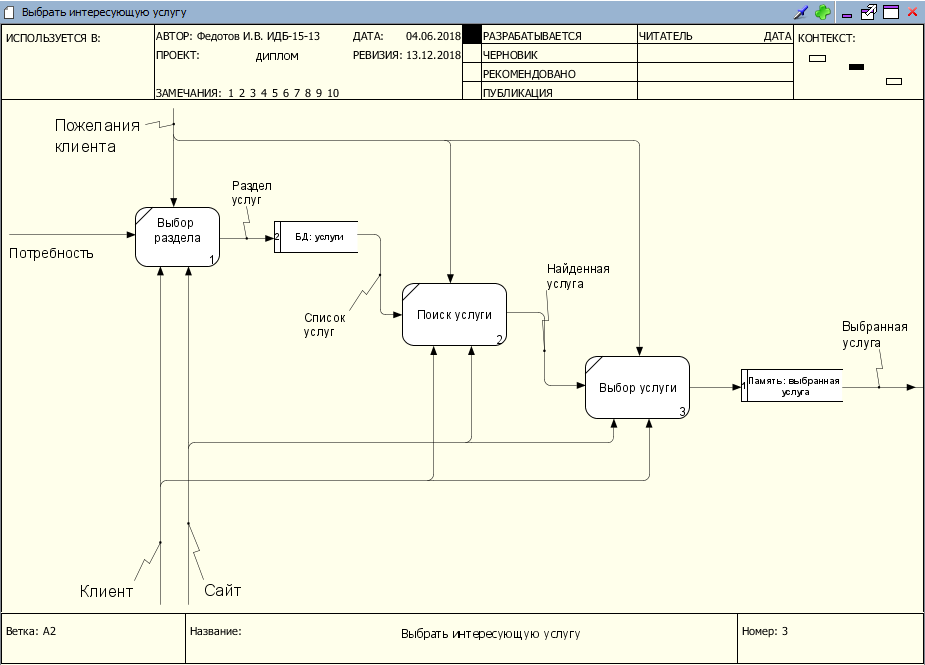 Выбрать интересующую услугу
ИСПОЛЬЗУЕТСЯ В:
АВТОР: Федотов И.В. ИДБ-15-13
ДАТА: 04.06.2018
ПРОЕКТ: диплом
РЕВИЗИЯ: 13.12.2018
ЗАМЕЧАНИЯ: 1 2 3 4 5 6 7 8 9 10
РАЗРАБАТЫВАЕТСЯ
ЧЕРНОВИК
РЕКОМЕНДОВАНО
ПУБЛИКАЦИЯ
ЧИТАТЕЛЬ ДАТА
КОНТЕКСТ:
Пожелания
клиента
Потребность
Выбор
раздела
1
Раздел
услуг
2 БД: услуги
Список
услуг
Поиск услуги
2
Найденная
услуга
Выбор услуги
3
1 Память: выбранная
услуга
Выбранная
услуга
Клиент
Сайт
Ветка: A2
Название:
Выбрать интересующую услугу
Номер: 3